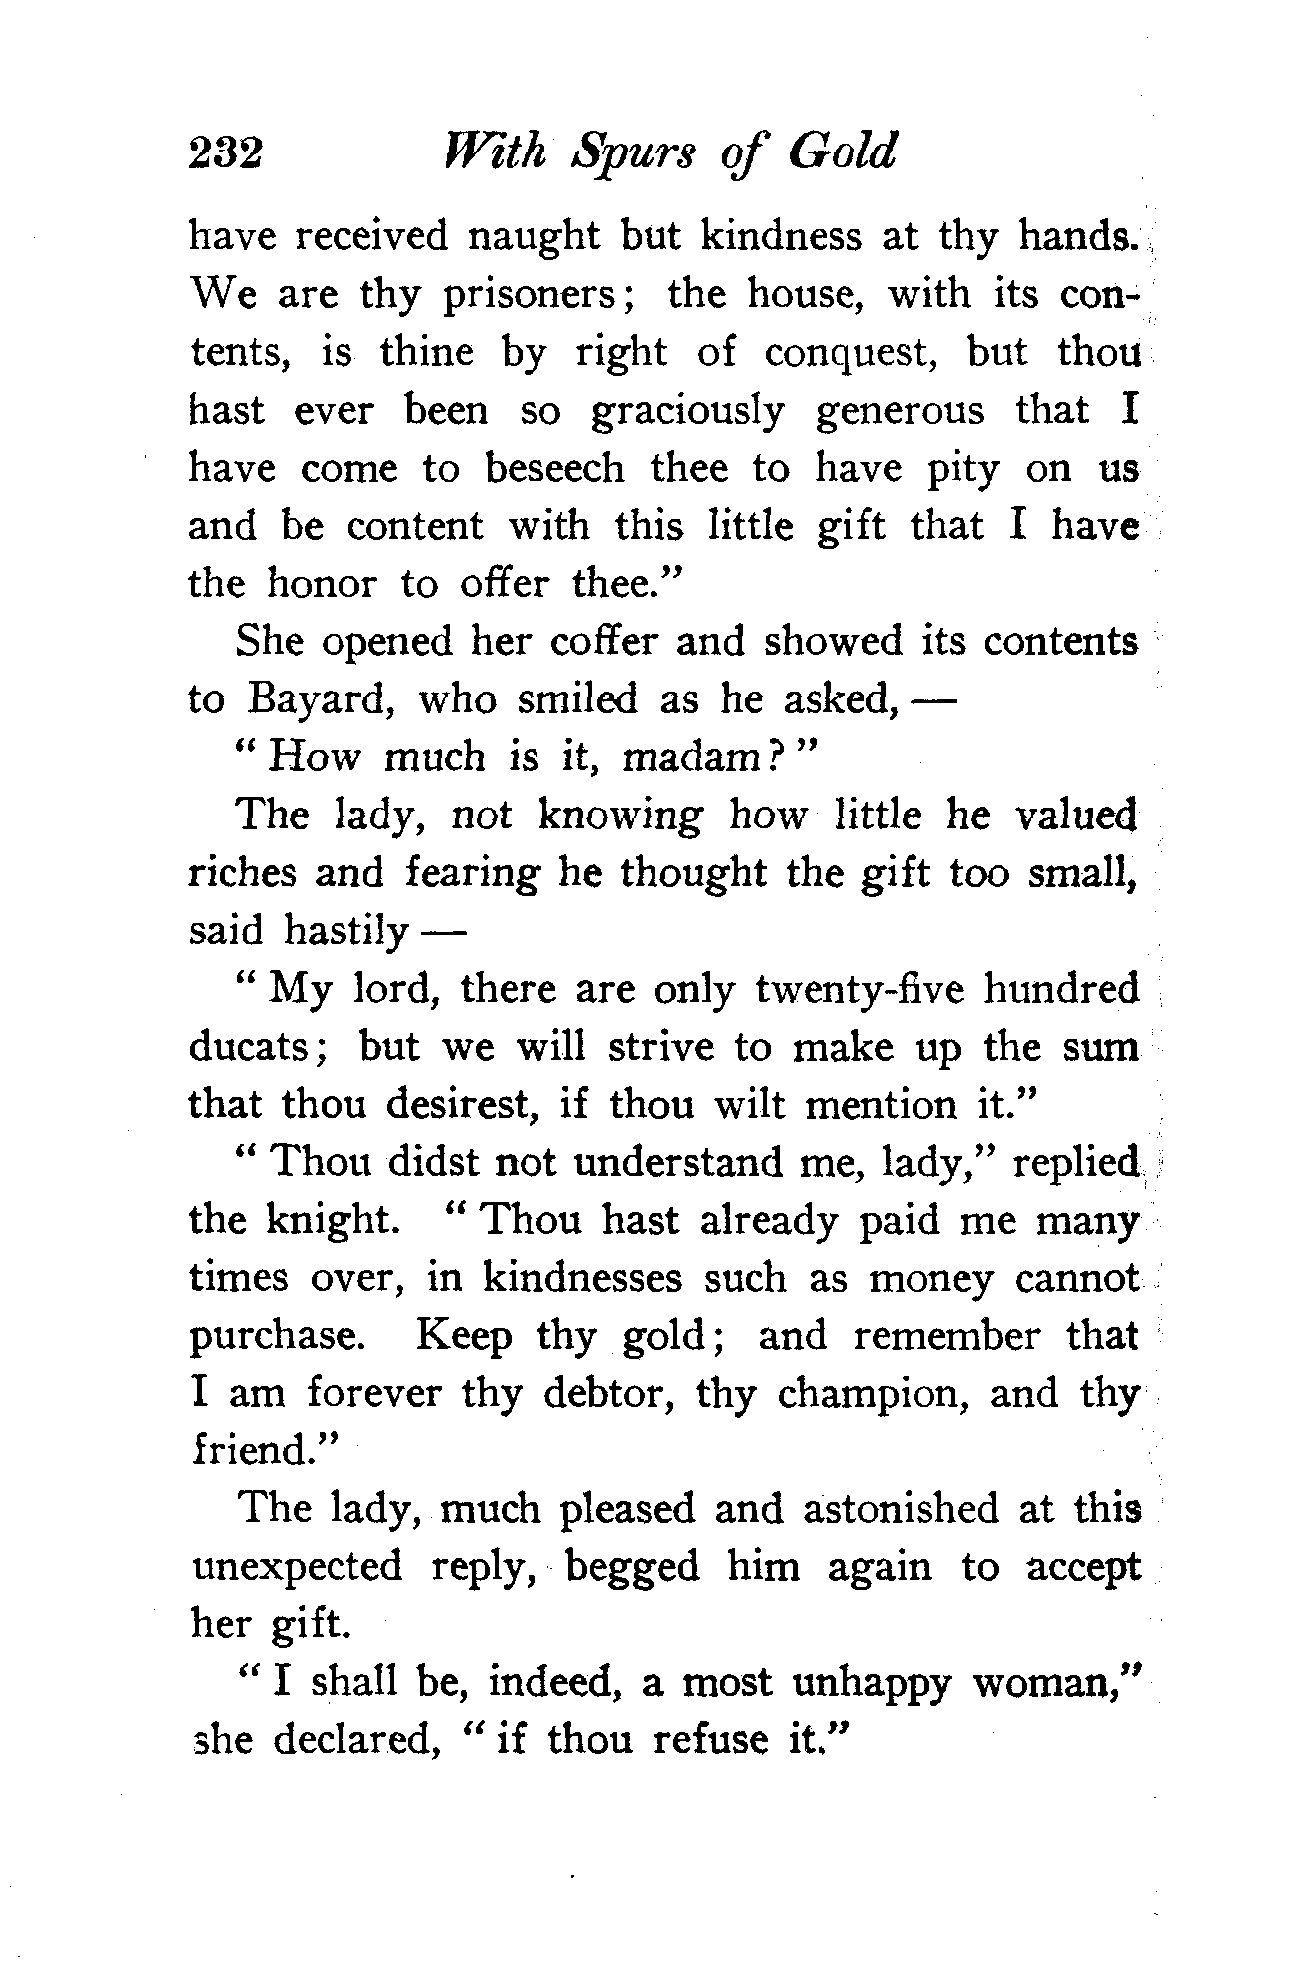 232 With Spurs of Gold
have received naught but kindness at thy hands.
We are thy prisoners; the house, with its con-
tents, is thine by right of conquest, but thou
hast ever been so graciously generous that I
have come to beseech thee to have pity on us
and be content with this little gift that I have
the honor to offer thee."
She opened her coffer and showed its contents
to Bayard, who smiled as he asked, —
" How much is it, madam? "
The lady, not knowing how little he valued
riches and fearing he thought the gift too small,
said hastily —
" My lord, there are only twenty-five hundred
ducats; but we will strive to make up the sum
that thou desirest, if thou wilt mention it."
" Thou didst not understand me, lady," replied
the knight. " Thou hast already paid me many
times over, in kindnesses such as money cannot
purchase. Keep thy gold; and remember that
I am forever thy debtor, thy champion, and thy
friend."
The lady, much pleased and astonished at this
unexpected reply, begged him again to accept
her gift.
" I shall be, indeed, a most unhappy woman,"
she declared, " if thou refuse it."